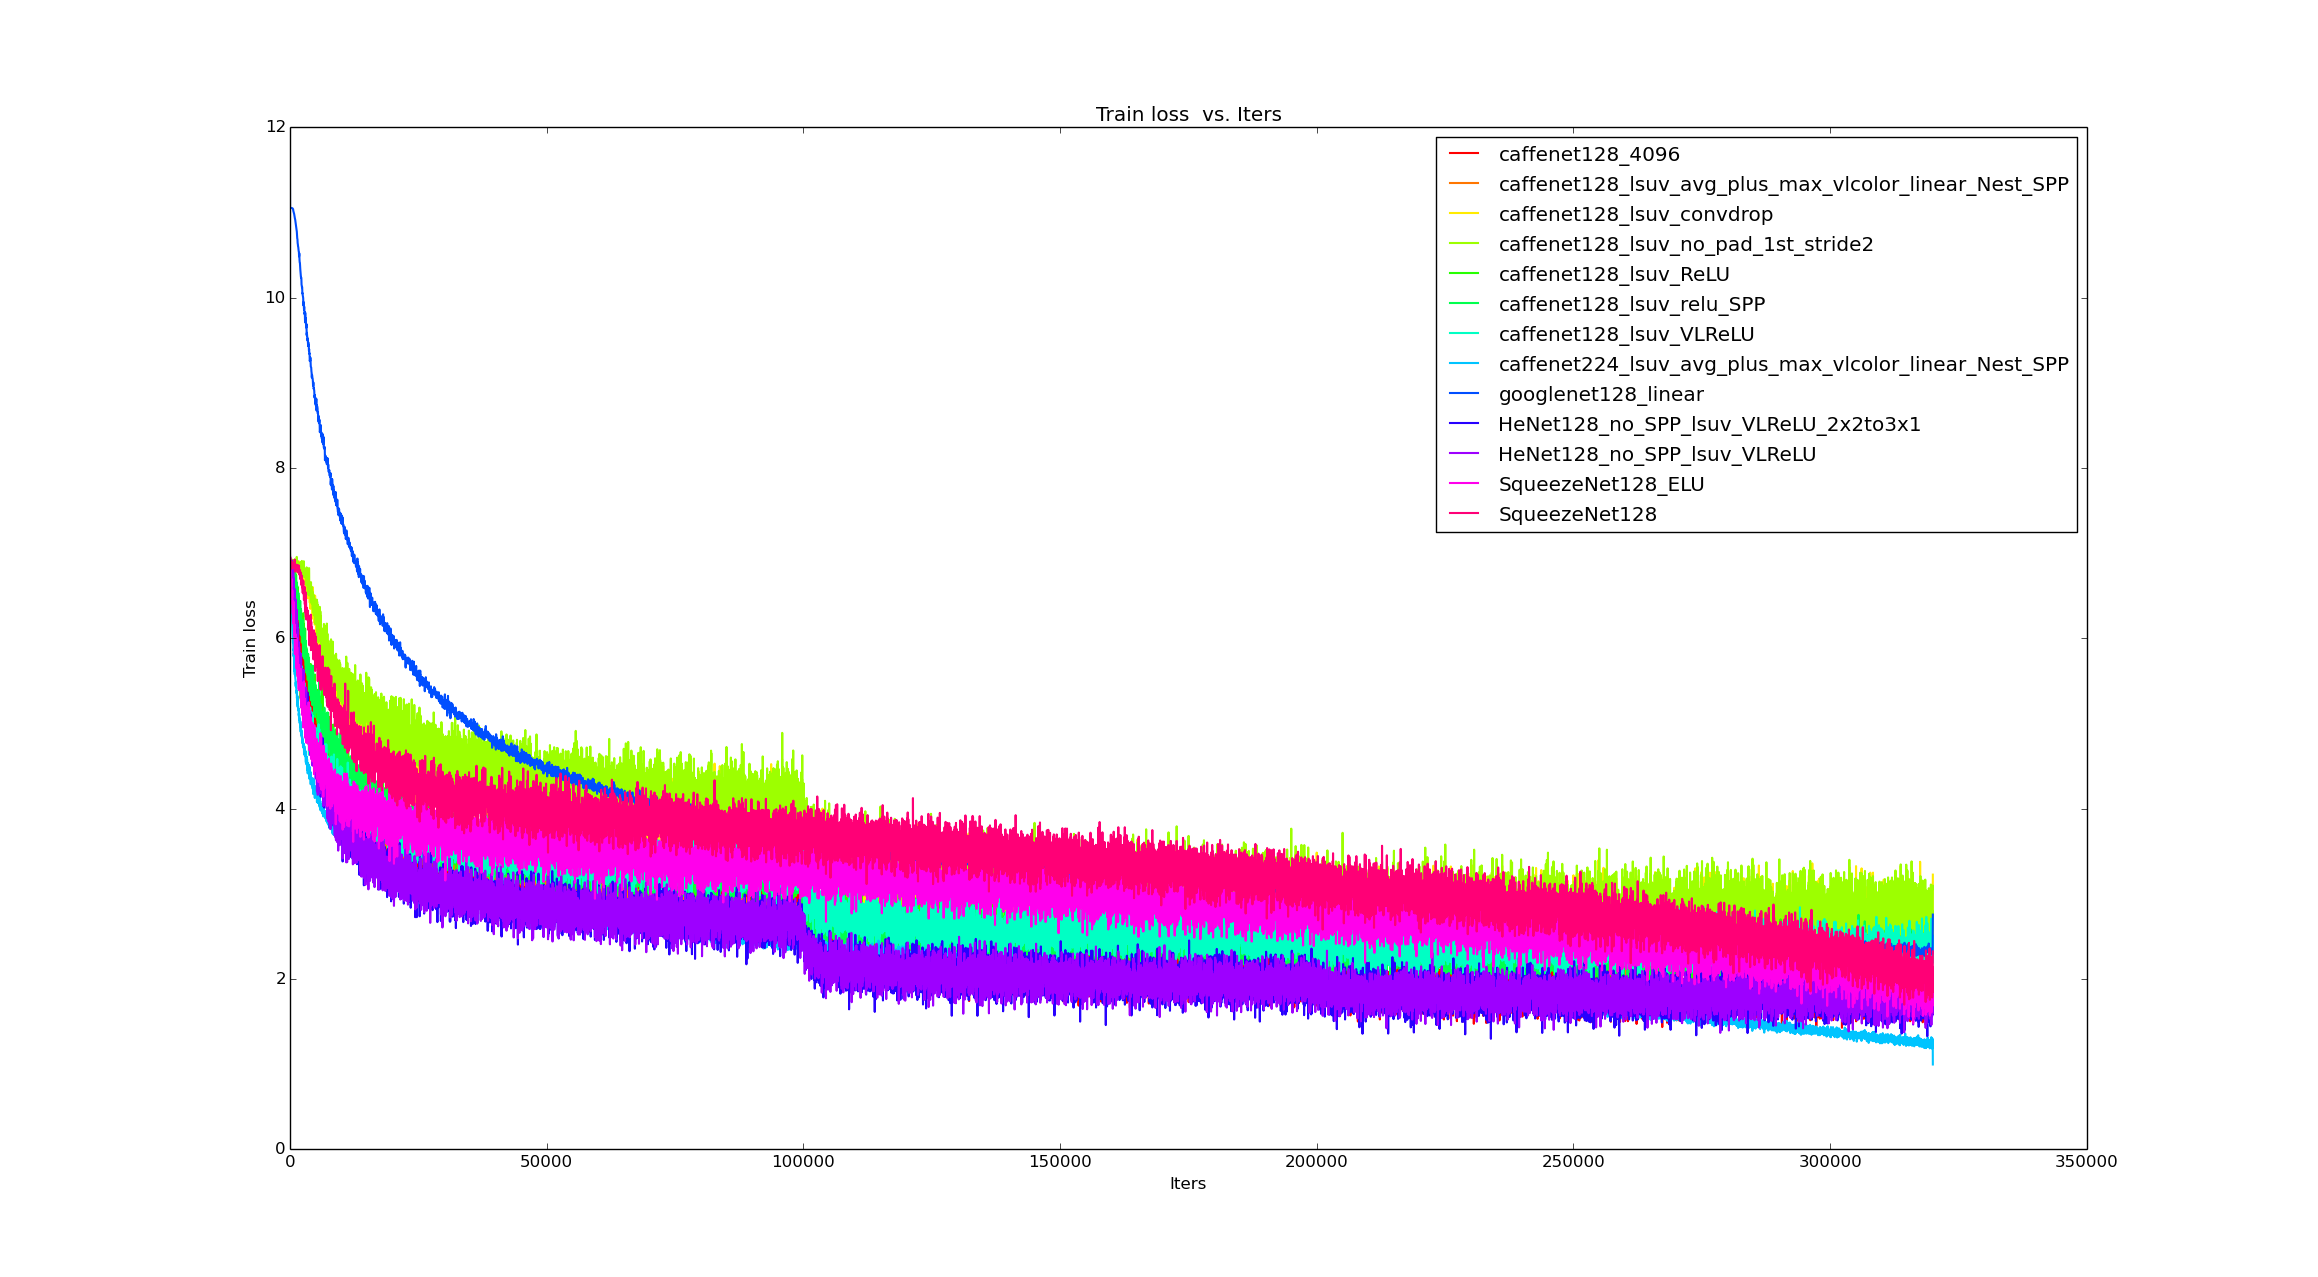 Train loss  vs. Iters
12
10
8
6
4
2
0
Train loss
caffenet128_4096
caffenet128_lsuv_avg_plus_max_vlcolor_linear_Nest_SPP
caffenet128_lsuv_convdrop
caffenet128_lsuv_no_pad_1st_stride2
caffenet128_lsuv_ReLU
caffenet128_lsuv_relu_SPP
caffenet128_lsuv_VLReLU
caffenet224_lsuv_avg_plus_max_vlcolor_linear_Nest_SPP
googlenet128_linear
HeNet128_no_SPP_lsuv_VLReLU_2x2to3x1
HeNet128_no_SPP_lsuv_VLReLU
SqueezeNet128_ELU
SqueezeNet128
0 50000 100000 150000 200000 250000 300000 350000
Iters